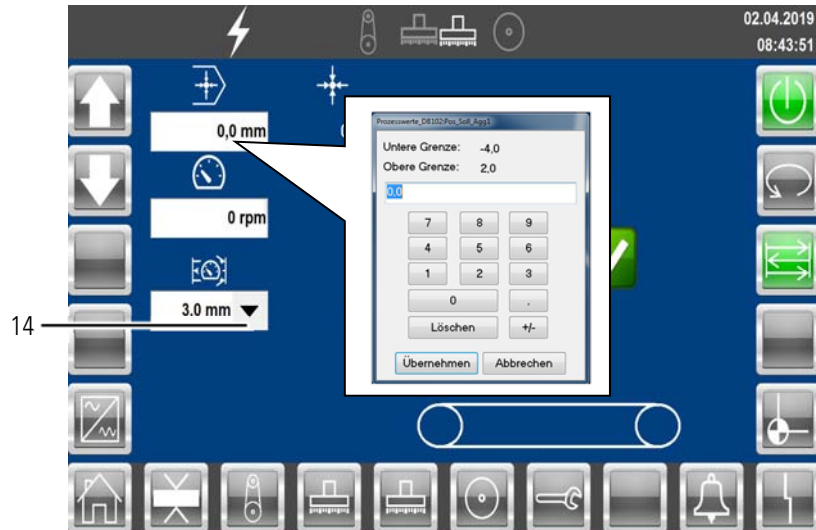 02.04.2019
08:43:51
0,0 mm
0 rpm
3.0 mm
14
Prozesswerte_DB102:Pos_Soll_Agg1
Untere Grenze: -4,0
Obere Grenze: 2,0
0,0
7 8 9
4 5 6
1 2 3
0 .
Löschen +/-
Übernehmen Abbrechen